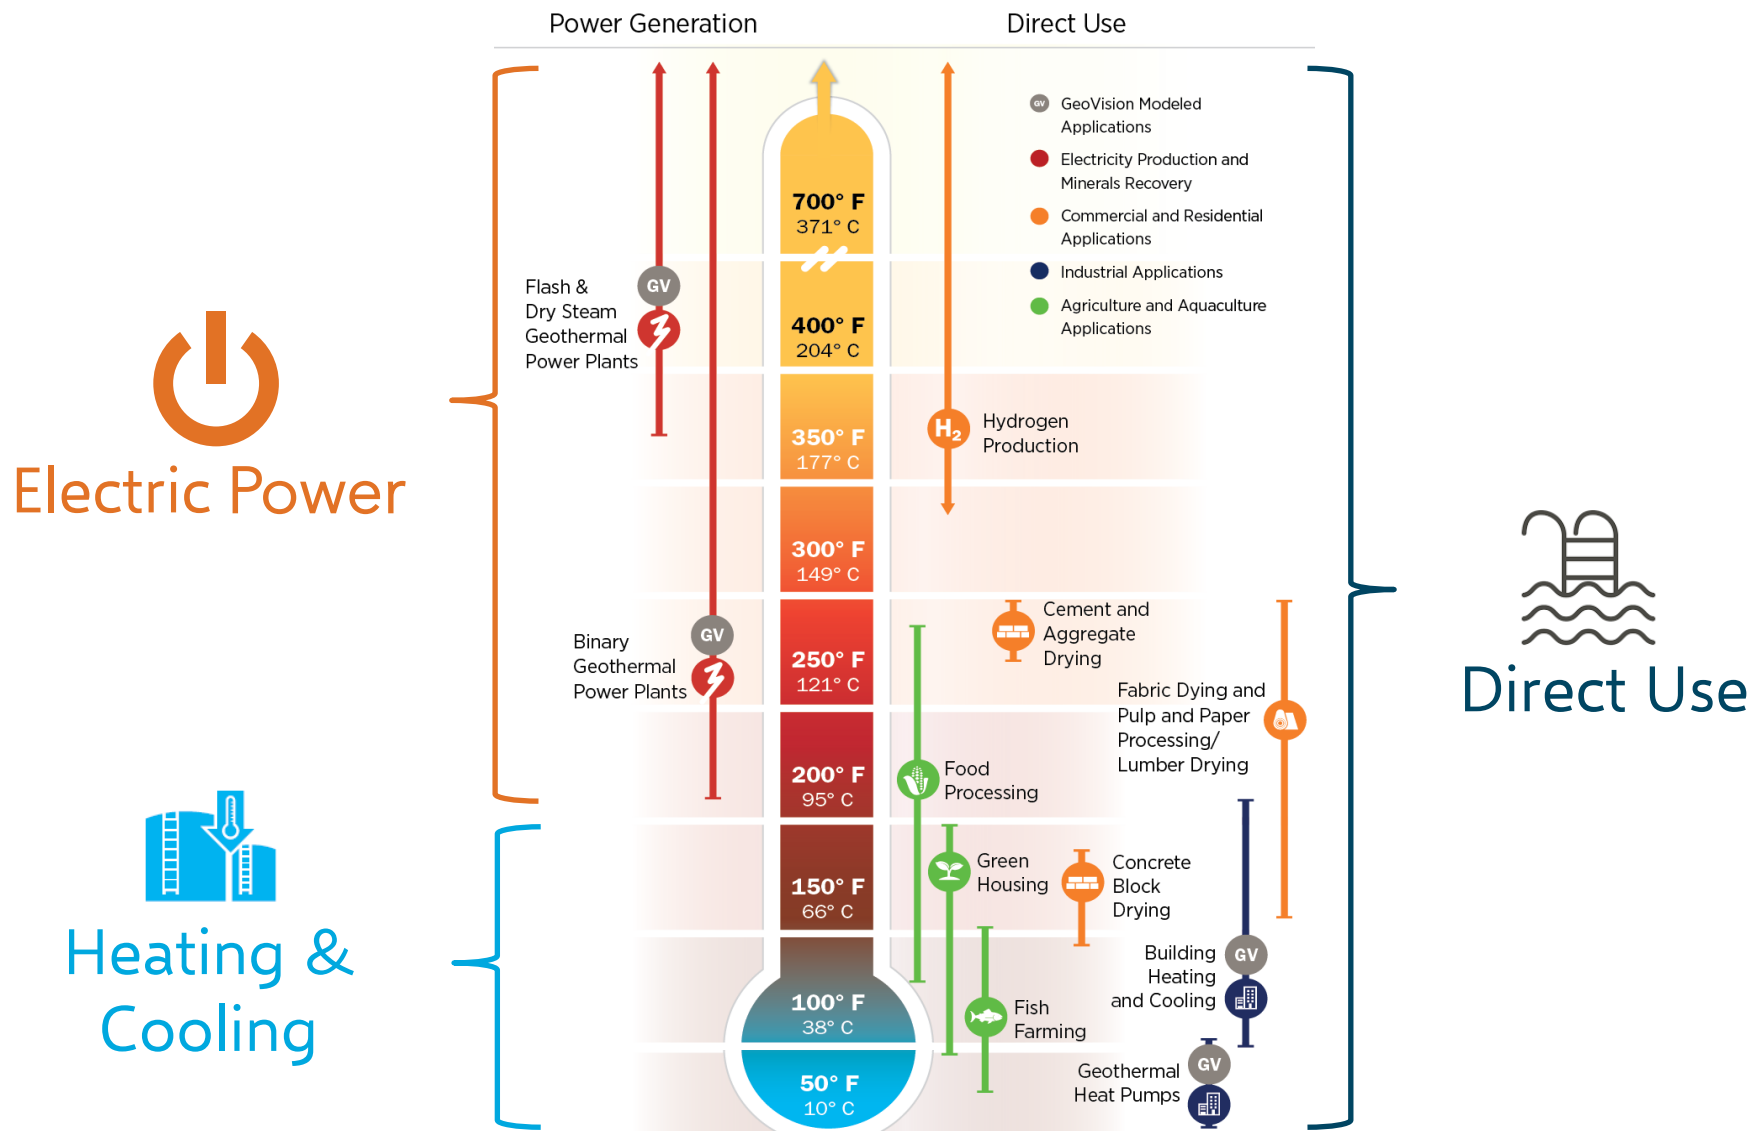 Power Generation
Direct Use
GV GeoVision Modeled
Applications
Electricity Production and
Minerals Recovery
Commercial and Residential
Applications
Industrial Applications
Agriculture and Aquaculture
Applications
700° F
371° C
400° F
204° C
350° F
177° C
300° F
149° C
250° F
121° C
200° F
95° C
150° F
66° C
100° F
38° C
50° F
10° C
Flash &
Dry Steam
Geothermal
Power Plants
GV
Binary
Geothermal
Power Plants
GV
Electric Power
Heating &
Cooling
H2
Hydrogen
Production
Cement and
Aggregate
Drying
Fabric Dying and
Pulp and Paper
Processing/
Lumber Drying
Food
Processing
Green
Housing
Concrete
Block
Drying
Building
Heating
and Cooling
GV
Fish
Farming
Geothermal
Heat Pumps
GV
Direct Use